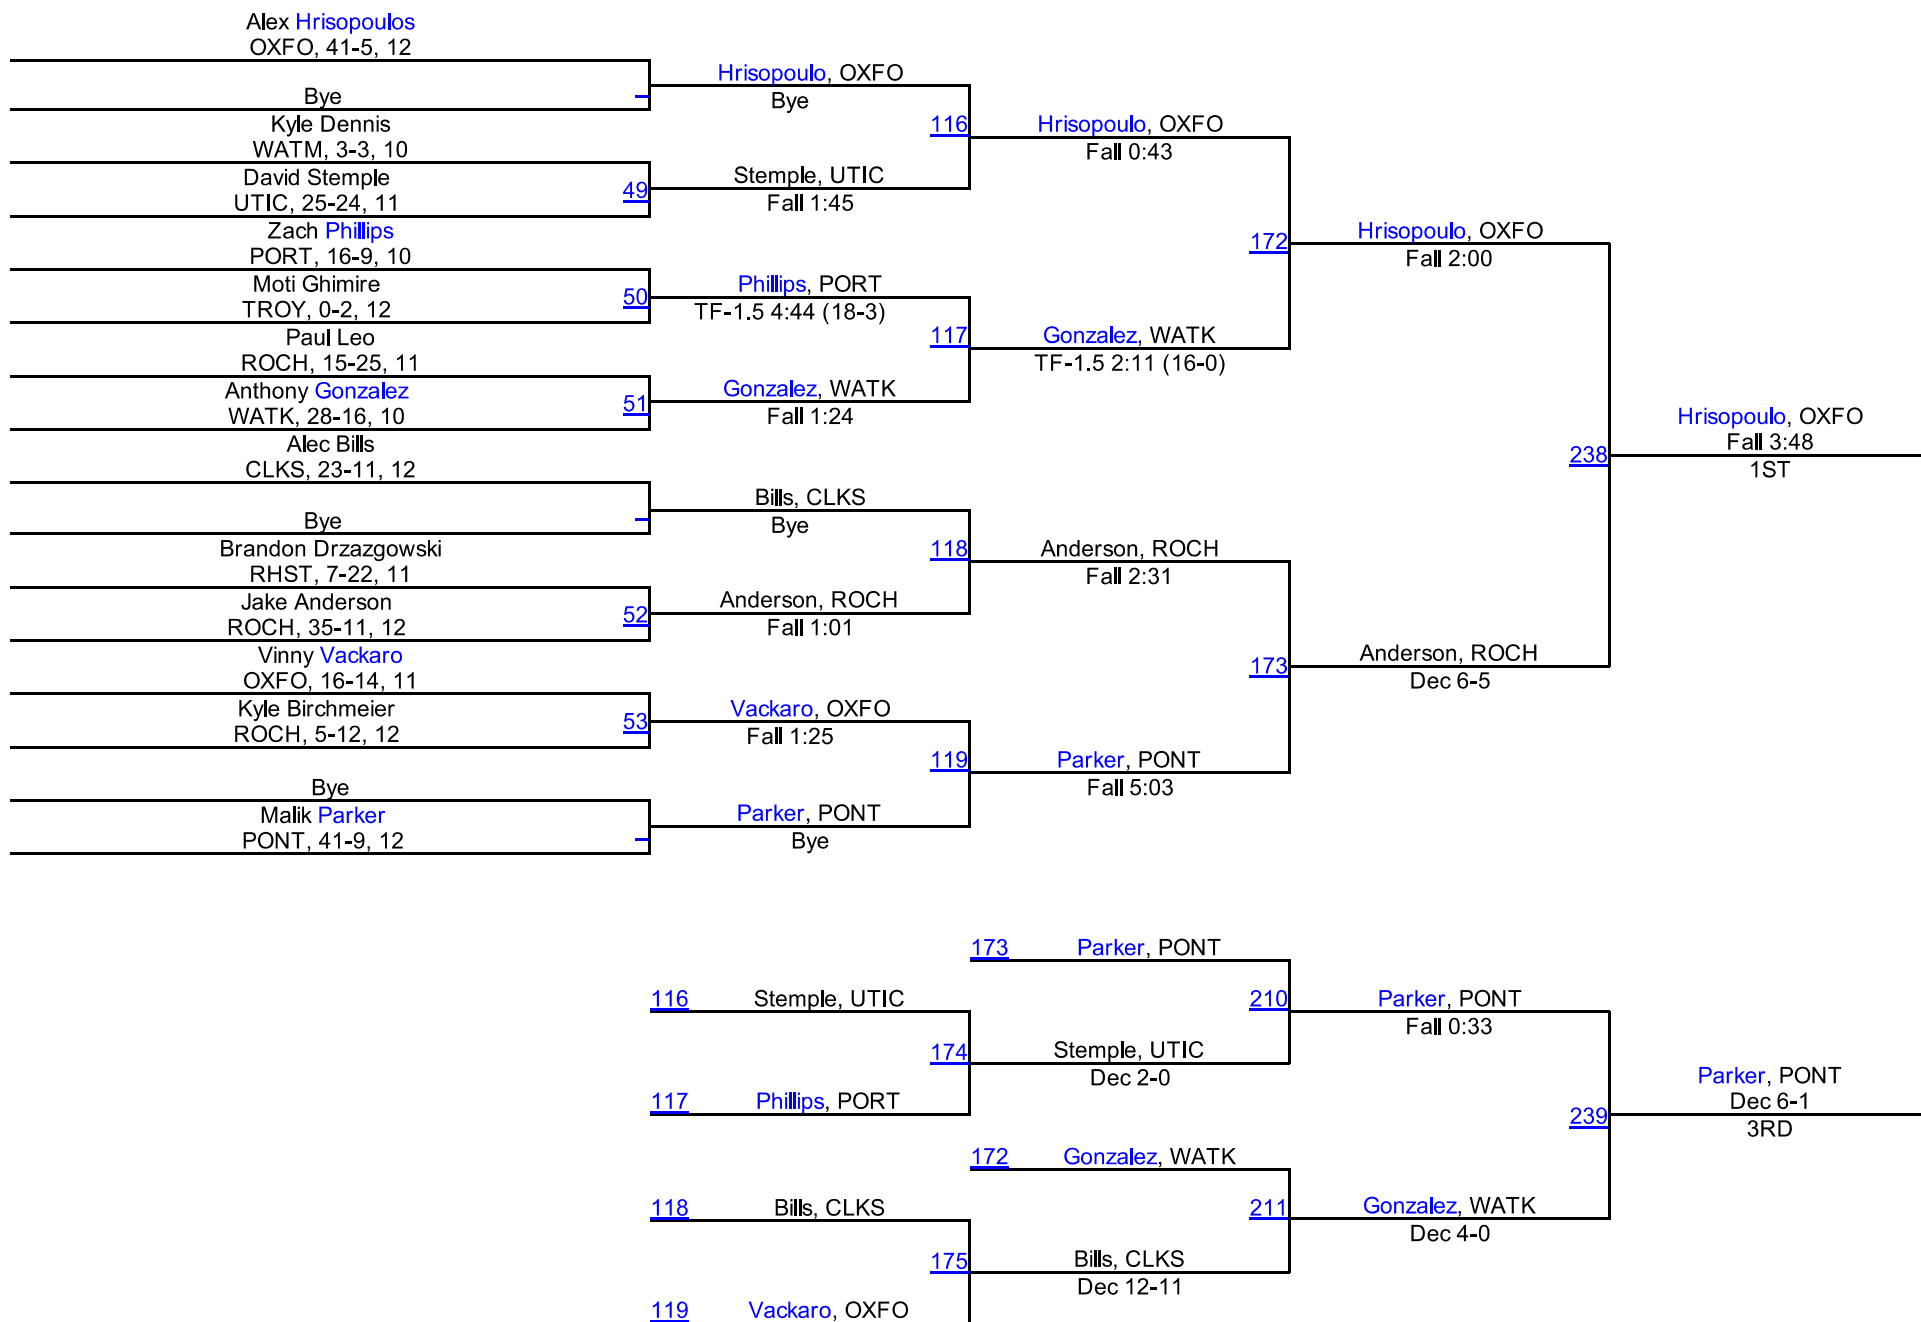 Alex Hrisopoulos
OXFO, 41-5, 12
Bye
Kyle Dennis
WATM, 3-3, 10
David Stemple
UTIC, 25-24, 11
49
Zach Phillips
PORT, 16-9, 10
Moti Ghimire
TROY, 0-2, 12
50
Paul Leo
ROCH, 15-25, 11
Anthony Gonzalez
WATK, 28-16, 10
51
Alec Bills
CLKS, 23-11, 12
Bye
Brandon Drzazgowski
RHST, 7-22, 11
Jake Anderson
ROCH, 35-11, 12
52
Vinny Vackaro
OXFO, 16-14, 11
Kyle Birchmeier
ROCH, 5-12, 12
53
Bye
Malik Parker
PONT, 41-9, 12
Hrisopoulo, OXFO
Bye
116
Stemple, UTIC
Fall 1:45
Phillips, PORT
TF-1.5 4:44 (18-3)
117
Gonzalez, WATK
Fall 1:24
Bills, CLKS
Bye
118
Anderson, ROCH
Fall 1:01
Vackaro, OXFO
Fall 1:25
119
Parker, PONT
Bye
Hrisopoulo, OXFO
Fall 0:43
172
Gonzalez, WATK
TF-1.5 2:11 (16-0)
Anderson, ROCH
Fall 2:31
173
Parker, PONT
Fall 5:03
Hrisopoulo, OXFO
Fall 2:00
238
Anderson, ROCH
Dec 6-5
Hrisopoulo, OXFO
Fall 3:48
1ST
116 Stemple, UTIC
174
117 Phillips, PORT
118 Bills, CLKS
175
119 Vackaro, OXFO
173 Parker, PONT
210
Stemple, UTIC
Dec 2-0
172 Gonzalez, WATK
211
Bills, CLKS
Dec 12-11
Parker, PONT
Fall 0:33
239
Gonzalez, WATK
Dec 4-0
Parker, PONT
Dec 6-1
3RD